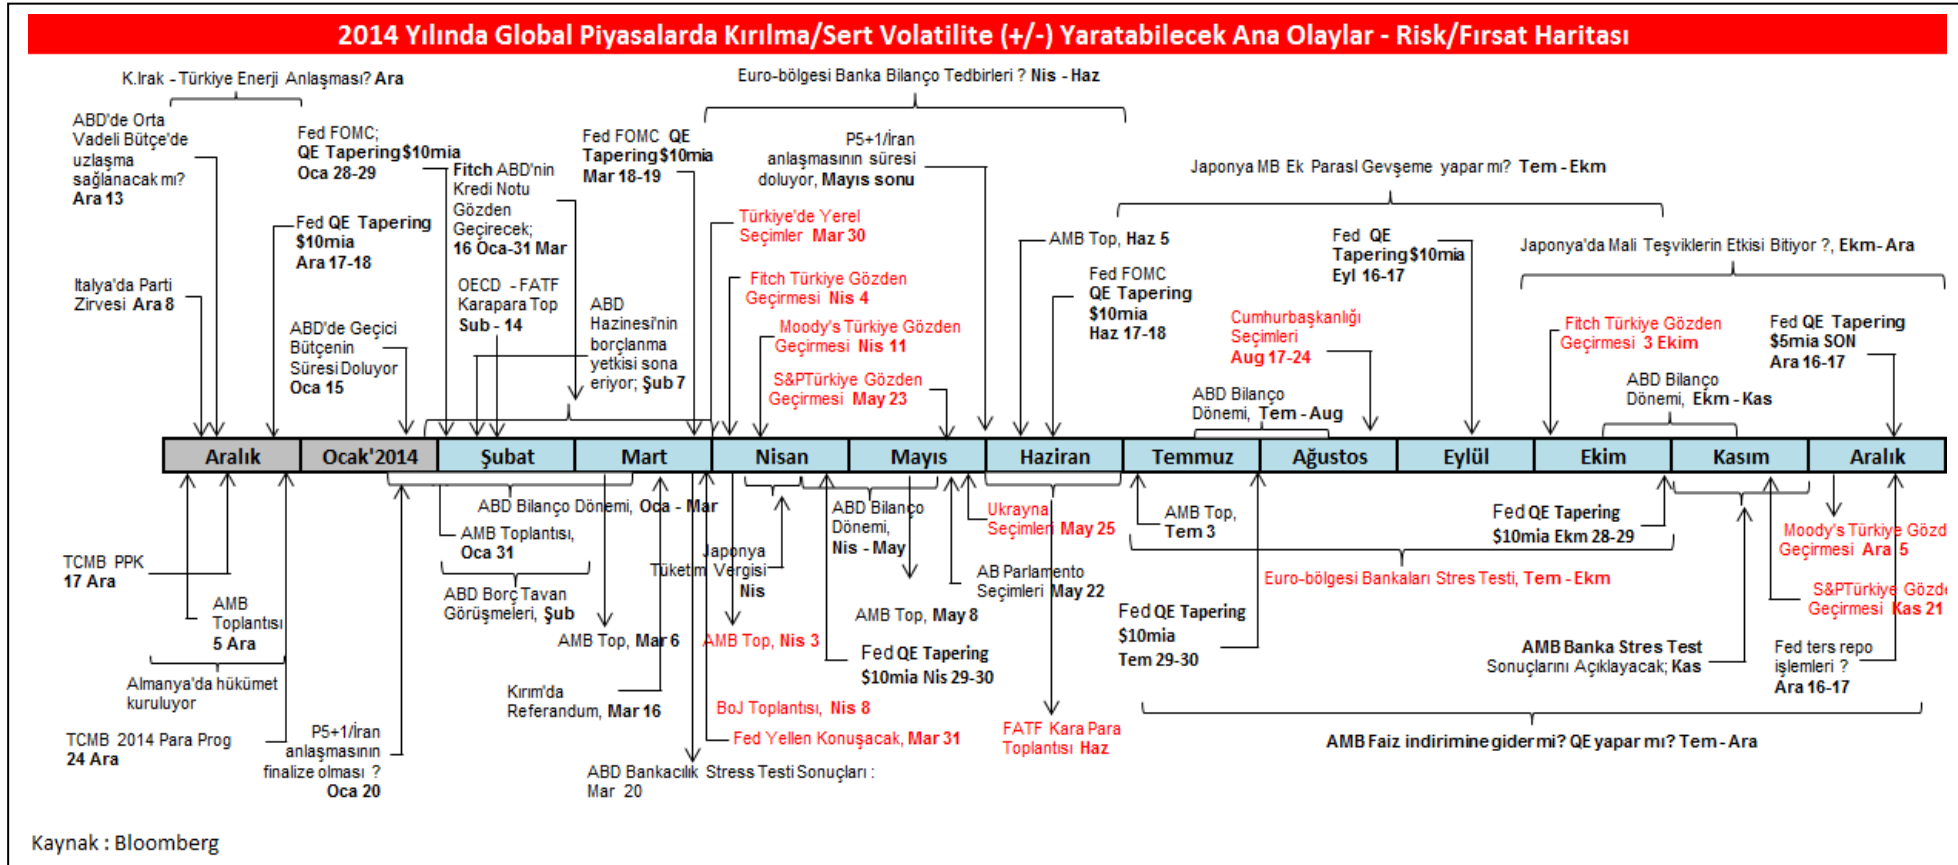 2014 Yılında Global Piyasalarda Kırılma/Sert Volatilite (+/-) Yaratabilecek Ana Olaylar - Risk/Fırsat Haritası
K.Irak - Türkiye Enerji Anlaşması? Ara
Euro-bölgesi Banka Bilanço Tedbirleri ? Nis - Haz
ABD'de Orta
Vadeli Bütçe'de
uzlaşma
sağlanacak mı?
Ara 13
Fed FOMC;
QE Tapering$10mia
Oca 28-29
Fitch ABD'nin
Kredi Notu
Gözden
Geçirecek;
16 Oca-31 Mar
Fed FOMC QE
Tapering$10mia
Mar 18-19
P5+1/İran
anlaşmasının süresi
doluyor, Mayıs sonu
Japonya MB Ek Parasl Gevşeme yapar mı? Tem - Ekm
Fed QE Tapering
$10mia
Ara 17-18
Türkiye'de Yerel
Seçimler Mar 30
AMB Top, Haz 5
Fed QE
Tapering$10mia
Eyl 16-17
Japonya'da Mali Teşviklerin Etkisi Bitiyor ?, Ekm- Ara
Italya'da Parti
Zirvesi Ara 8
OECD - FATF
Karapara Top
Sub - 14
ABD
Hazinesi'nin
borçlanma
yetkisi sona
eriyor; Şub 7
Fitch Türkiye Gözden
Geçirmesi Nis 4
Fed FOMC
QE Tapering
$10mia
Haz 17-18
ABD'de Geçici
Bütçenin
Süresi Doluyor
Oca 15
Moody's Türkiye Gözden
Geçirmesi Nis 11
Cumhurbaşkanlığı
Seçimleri
Aug 17-24
Fitch Türkiye Gözden
Geçirmesi 3 Ekim
Fed QE Tapering
$5mia SON
Ara 16-17
S&PTürkiye Gözden
Geçirmesi May 23
ABD Bilanço
Dönemi, Tem - Aug
ABD Bilanço
Dönemi, Ekm - Kas
Aralık Ocak'2014 Şubat Mart Nisan Mayıs Haziran Temmuz Ağustos Eylül Ekim Kasım Aralık
ABD Bilanço Dönemi, Oca - Mar
ABD Bilanço
Dönemi,
Nis - May
Ukrayna
Seçimleri May 25
AMB Top,
Tem 3
Fed QE Tapering
$10mia Ekm 28-29
Moody's Türkiye Gözd
Geçirmesi Ara 5
AMB Toplantısı,
Oca 31
TCMB PPK
17 Ara
Japonya
Tüketim Vergisi
Nis
Euro-bölgesi Bankaları Stres Testi, Tem - Ekm
AB Parlamento
Seçimleri May 22
ABD Borç Tavan
Görüşmeleri, Şub
S&PTürkiye Gözde
Geçirmesi Kas 21
AMB
Toplantısı
5 Ara
AMB Top, May 8
Fed QE Tapering
$10mia
Tem 29-30
AMB Top, Mar 6
AMB Top, Nis 3
Fed QE Tapering
$10mia Nis 29-30
AMB Banka Stres Test
Sonuçlarını Açıklayacak; Kas
Fed ters repo
işlemleri ?
Ara 16-17
Almanya'da hükümet
kuruluyor
Kırım'da
Referandum, Mar 16
BoJ Toplantısı, Nis 8
FATF Kara Para
Toplantısı Haz
TCMB 2014 Para Prog
24 Ara
P5+1/İran
anlaşmasının
finalize olması ?
Oca 20
Fed Yellen Konuşacak, Mar 31
AMB Faiz indirimine gider mi? QE yapar mı? Tem - Ara
ABD Bankacılık Stress Testi Sonuçları :
Mar 20
Kaynak : Bloomberg